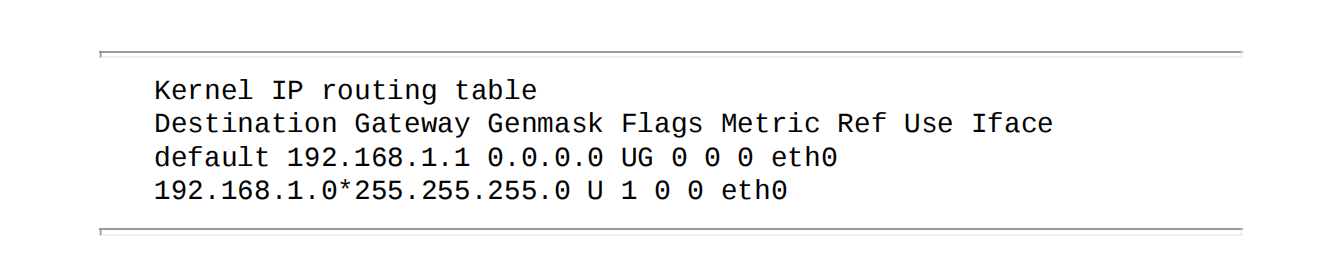 Kernel IP routing table
Destination Gateway Genmask Flags Metric Ref Use Iface
default 192.168.1.1 0.0.0.0 UG 0 0 0 eth0
192.168.1.0*255.255.255.0 U 1 0 0 eth0